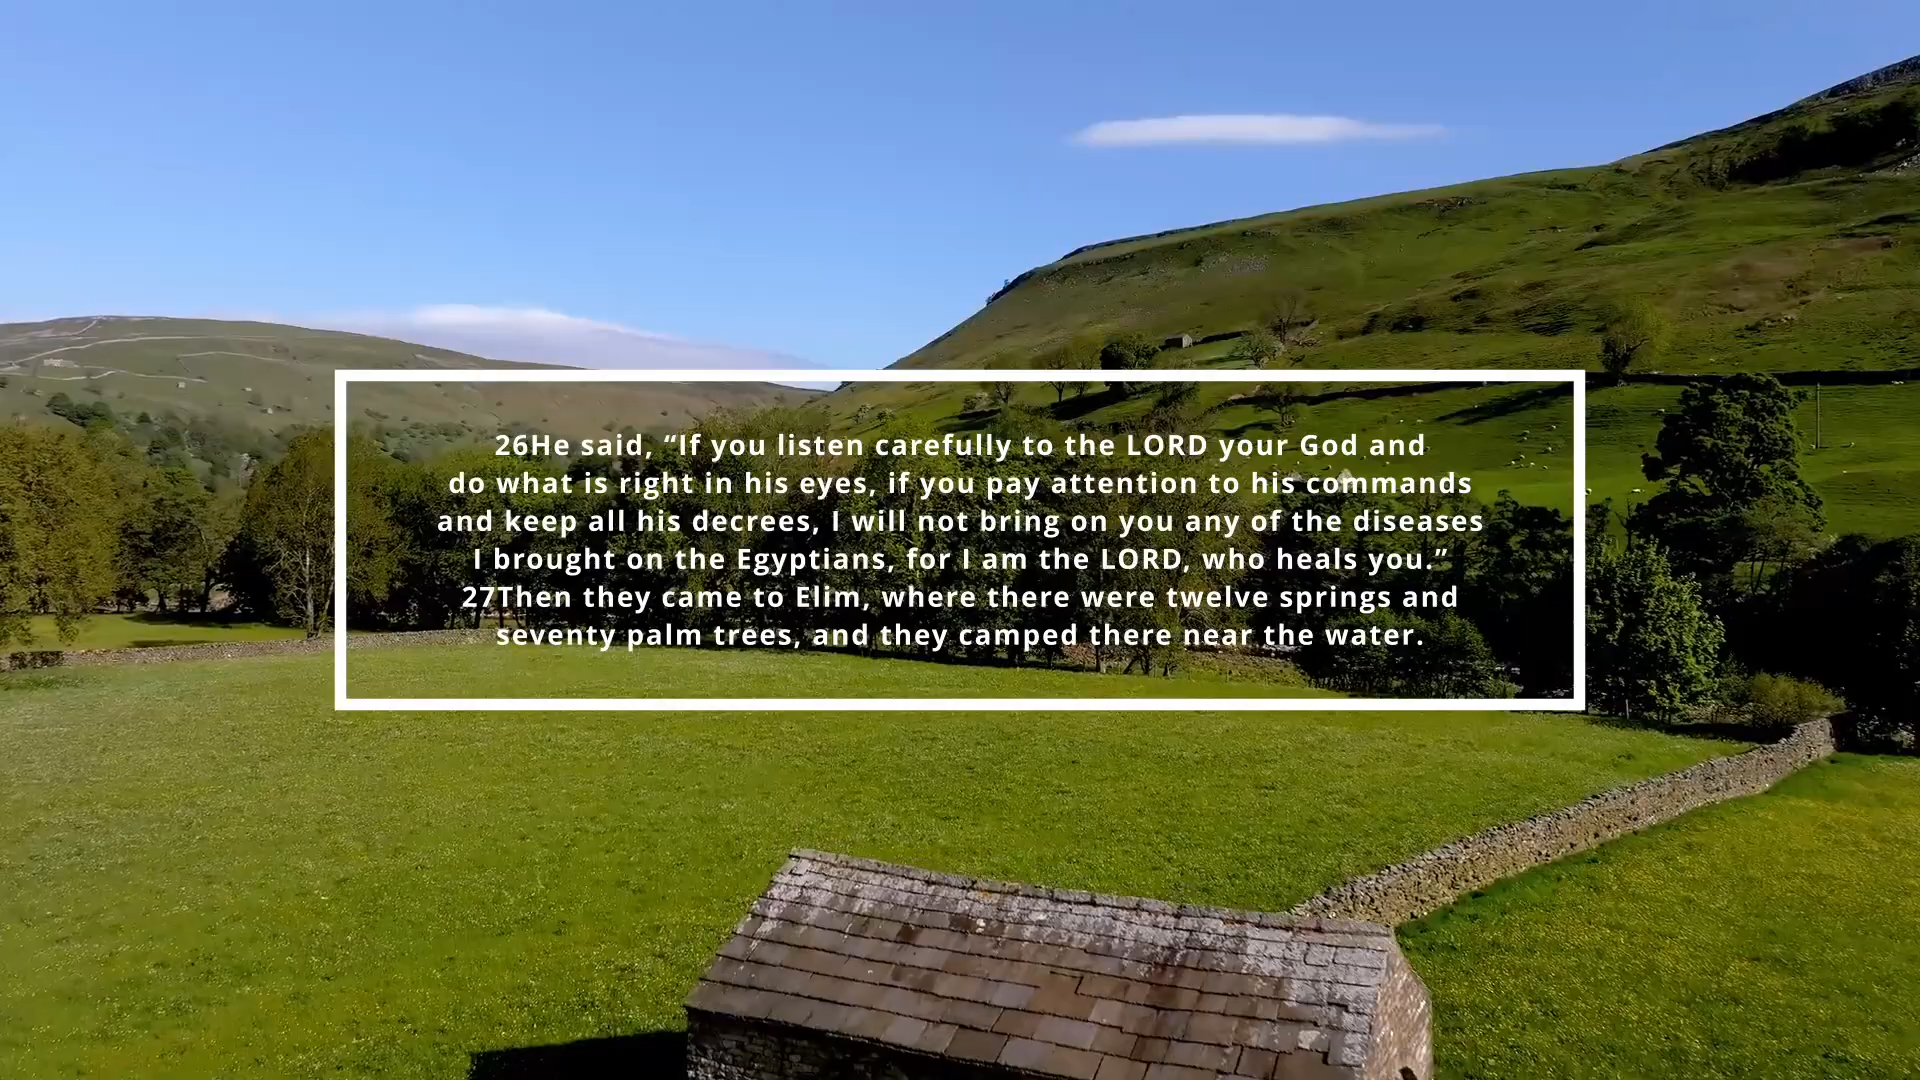 26He said, “If you listen carefully to the LORD your God and
do what is right in his eyes, if you pay attention to his commands
and keep all his decrees, I will not bring on you any of the diseases
I brought on the Egyptians, for I am the LORD, who heals you.”
27Then they came to Elim, where there were twelve springs and
seventy palm trees, and they camped there near the water.